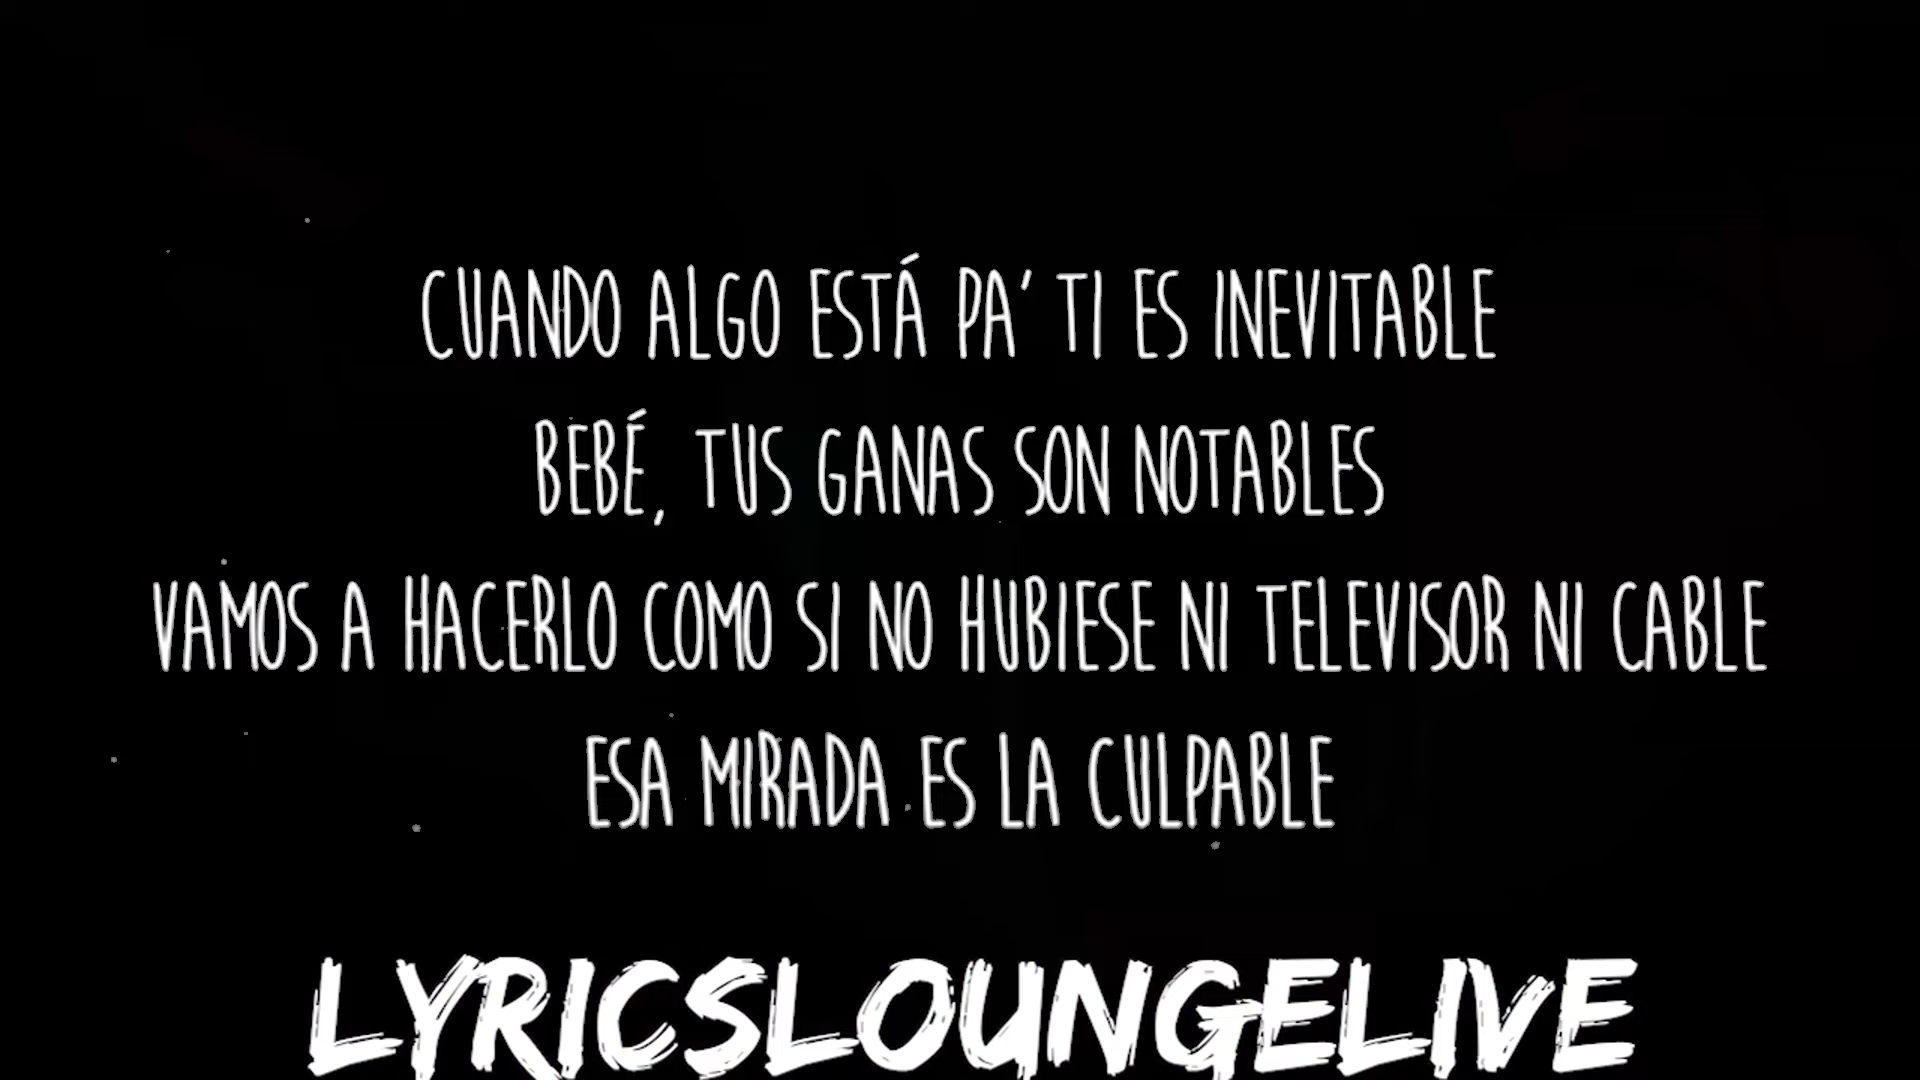 CUANDO ALGO ESTÁ PA' TI ES INEVITABLE
BEBÉ, TUS GANAS SON NOTABLES
VAMOS A HACERLO COMO SI NO HUBIESE NI TELEVISOR NI CABLE
ESA MIRADA ES LA CULPABLE
LYRICSLOUNGELIVE